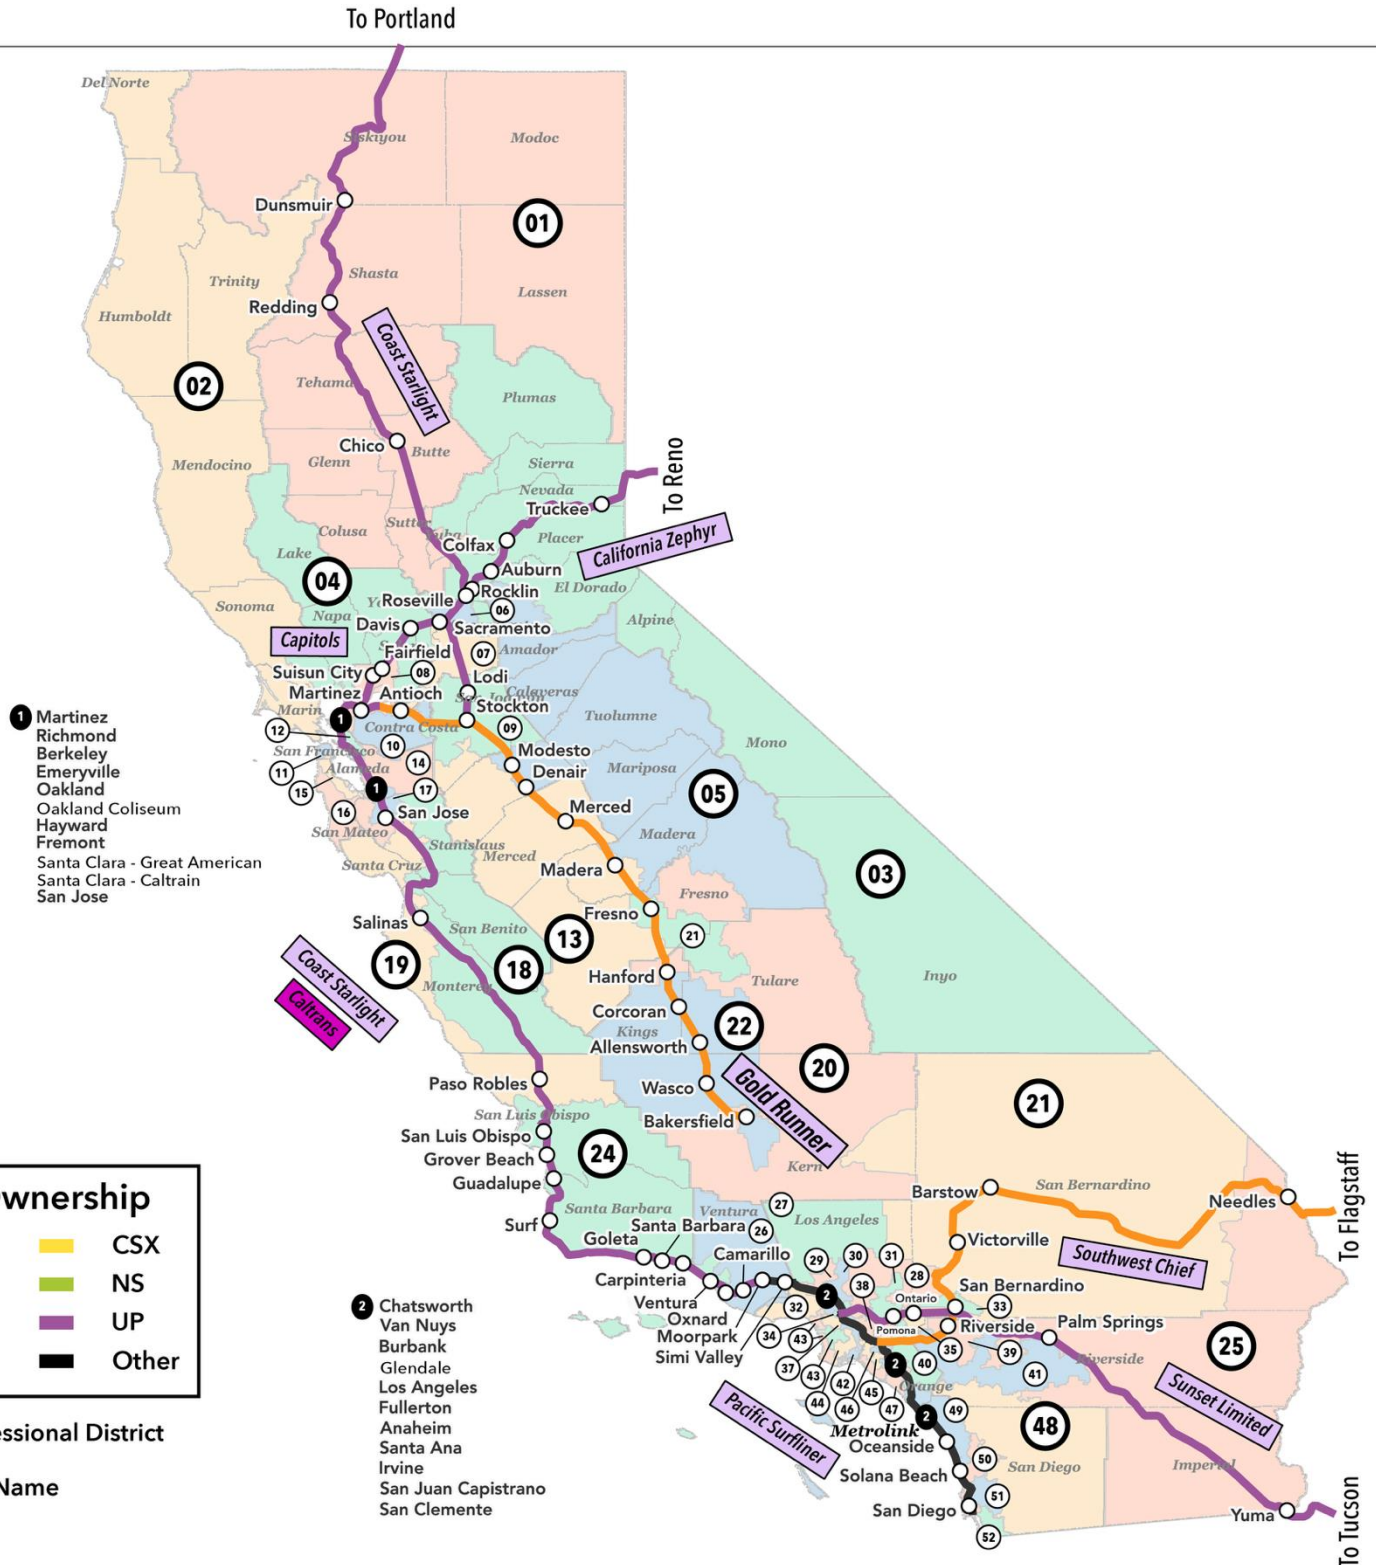 To Portland
Del Norte
Siskiyou
Modoc
Dunsmuir
01
Trinity
Shasta
Lassen
Humboldt
Redding
Coast Starlight
02
Tehama
Plumas
Chico
Butte
Mendocino
Glenn
Sierra
To Reno
Nevada
Truckee
Colusa
Sutter
Yuba
Colfax
Placer
California Zephyr
Lake
Auburn
04
Rocklin
El Dorado
Sonoma
Napa
Roseville
06
Alpine
Davis
Sacramento
Capitols
Fairfield
07
Amador
Suisun City
08
Lodi
Calaveras
Martinez
Antioch
San Joaquin
Stockton
Marin
Tuolumne
1
1 Martinez
Richmond
Berkeley
Emeryville
Oakland
Oakland Coliseum
Hayward
Fremont
Santa Clara - Great American
Santa Clara - Caltrain
San Jose
12
Contra Costa
09
Mono
10
San Francisco
Modesto
11
Alameda
14
Denair
Mariposa
15
1
17
05
16
San Jose
Merced
San Mateo
Madera
Stanislaus
Santa Cruz
Merced
Madera
03
Fresno
Salinas
Fresno
San Benito
13
21
19
18
Coast Starlight
Caltrans
Hanford
Tulare
Inyo
Monterey
Corcoran
Kings
22
Allensworth
20
Paso Robles
Wasco
Gold Runner
21
San Luis Obispo
Bakersfield
San Luis Obispo
24
Grover Beach
Kern
Guadalupe
Barstow
San Bernardino
Needles
To Flagstaff
Santa Barbara
Ventura
27
Surf
Santa Barbara
26
Los Angeles
Goleta
Camarillo
Victorville
Southwest Chief
29
30
31
28
Carpinteria
38
San Bernardino
Ventura
2
Ontario
33
Oxnard
32
Moorpark
34
43
Pomona
Riverside
Palm Springs
Simi Valley
35
39
25
37
43
2
40
41
Riverside
42
45
Orange
44
46
47
49
Sunset Limited
Pacific Surfliner
Metrolink
2
48
Oceanside
50
San Diego
Imperial
Solana Beach
51
San Diego
52
Yuma
To Tucson
wnership
CSX
NS
UP
Other
essional District
Name
2 Chatsworth
Van Nuys
Burbank
Glendale
Los Angeles
Fullerton
Anaheim
Santa Ana
Irvine
San Juan Capistrano
San Clemente